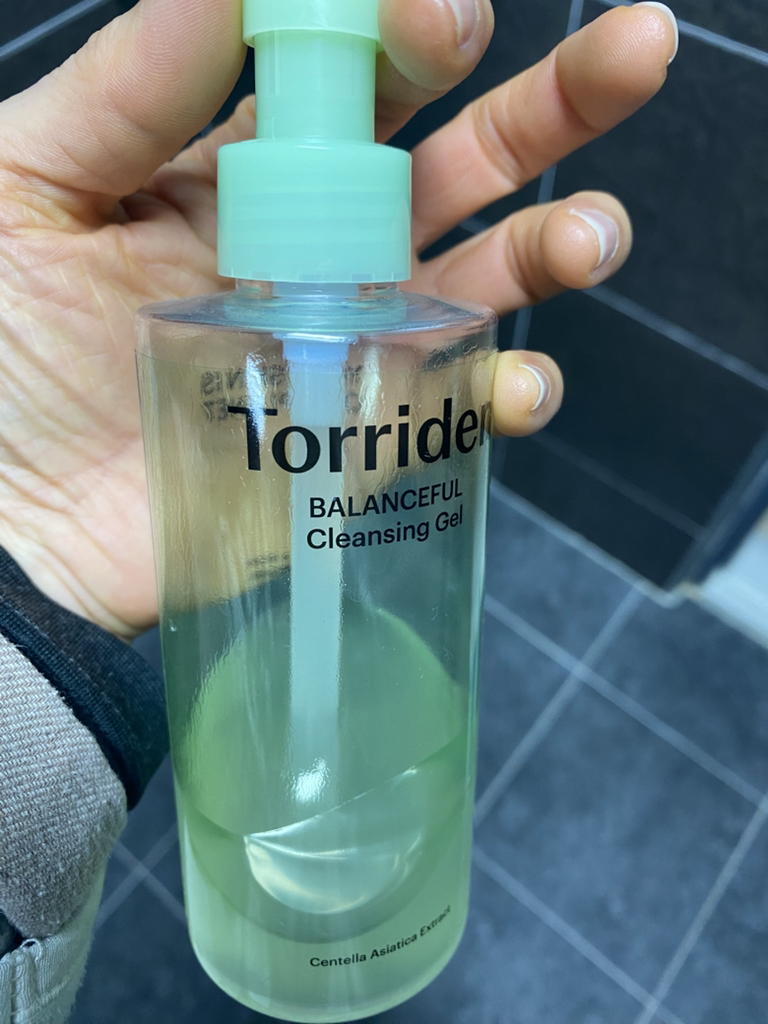 Torriden
BALANCEFUL
Cleansing Gel
Centella Asiatica Extract